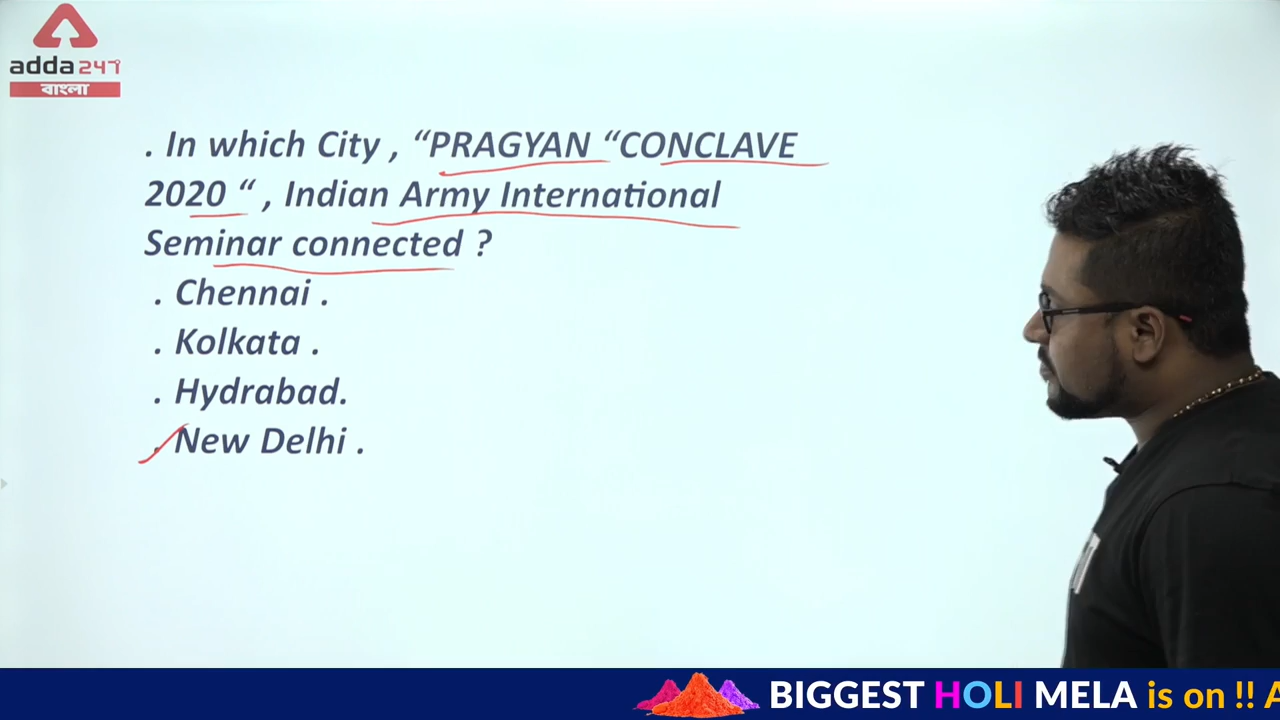 adda247
বাংলা
. In which City , “PRAGYAN “CONCLAVE
2020 “ , Indian Army International
Seminar connected ?
. Chennai .
. Kolkata .
. Hydrabad.
. New Delhi .
BIGGEST HOLI MELA is on !! A